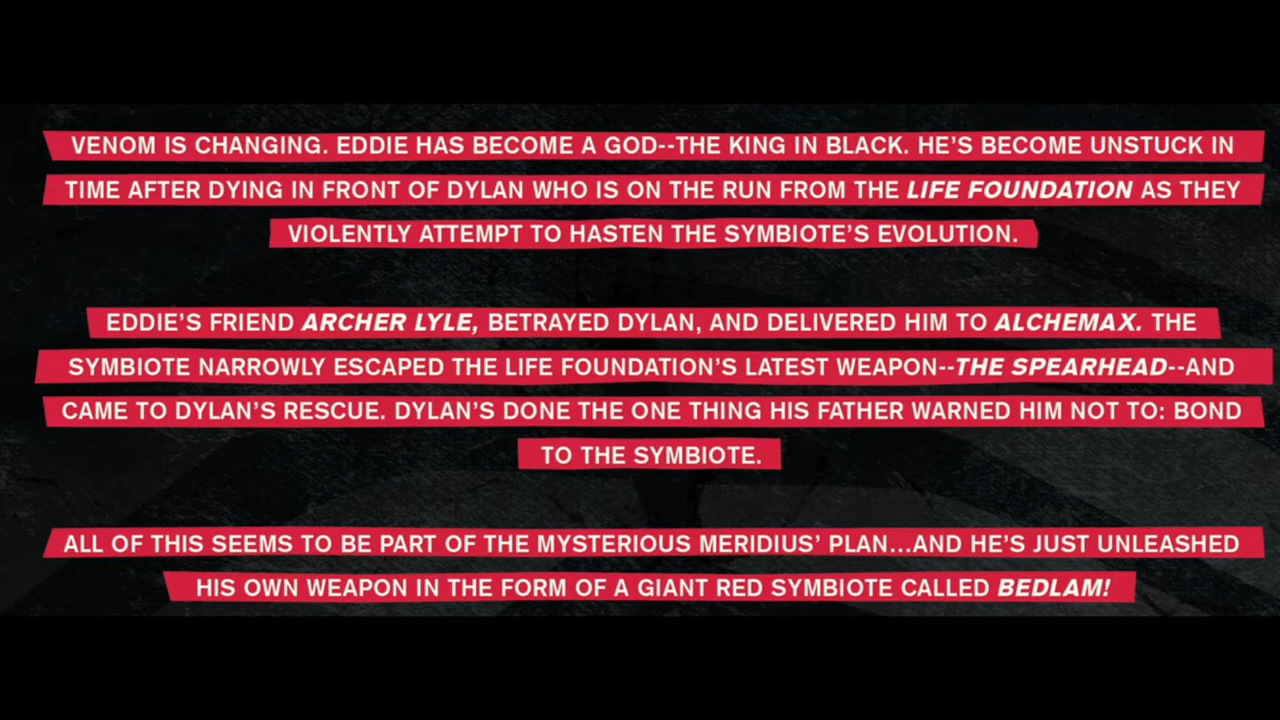 VENOM IS CHANGING. EDDIE HAS BECOME A GOD--THE KING IN BLACK. HE'S BECOME UNSTUCK IN
TIME AFTER DYING IN FRONT OF DYLAN WHO IS ON THE RUN FROM THE LIFE FOUNDATION AS THEY
VIOLENTLY ATTEMPT TO HASTEN THE SYMBIOTE'S EVOLUTION.
EDDIE'S FRIEND ARCHER LYLE, BETRAYED DYLAN, AND DELIVERED HIM TO ALCHEMAX. THE
SYMBIOTE NARROWLY ESCAPED THE LIFE FOUNDATION'S LATEST WEAPON--THE SPEARHEAD--AND
CAME TO DYLAN'S RESCUE. DYLAN'S DONE THE ONE THING HIS FATHER WARNED HIM NOT TO: BOND
TO THE SYMBIOTE.
ALL OF THIS SEEMS TO BE PART OF THE MYSTERIOUS MERIDIUS' PLAN...AND HE'S JUST UNLEASHED
HIS OWN WEAPON IN THE FORM OF A GIANT RED SYMBIOTE CALLED BEDLAM!